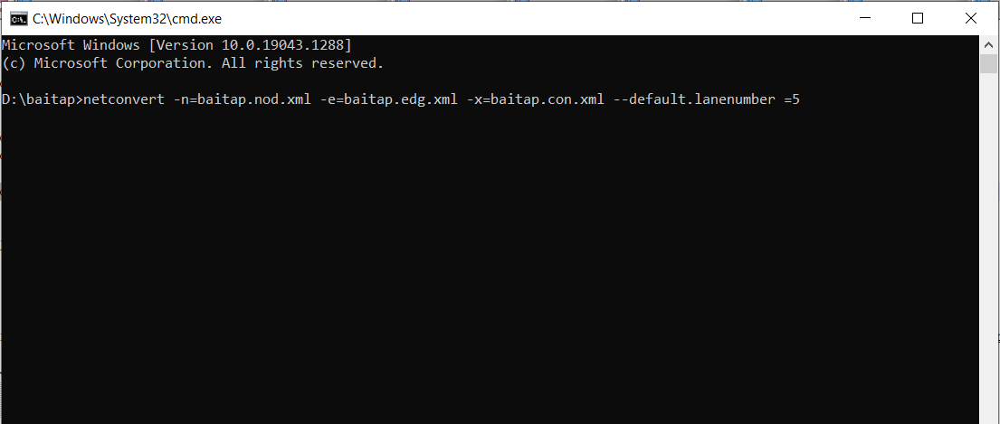 C:\Windows\System32\cmd.exe
Microsoft Windows [Version 10.0.19043.1288]
(c) Microsoft Corporation. All rights reserved.
D:\baitap>netconvert -n=baitap.nod.xml -e=baitap.edg.xml -x=baitap.con.xml --default.lanenumber =5